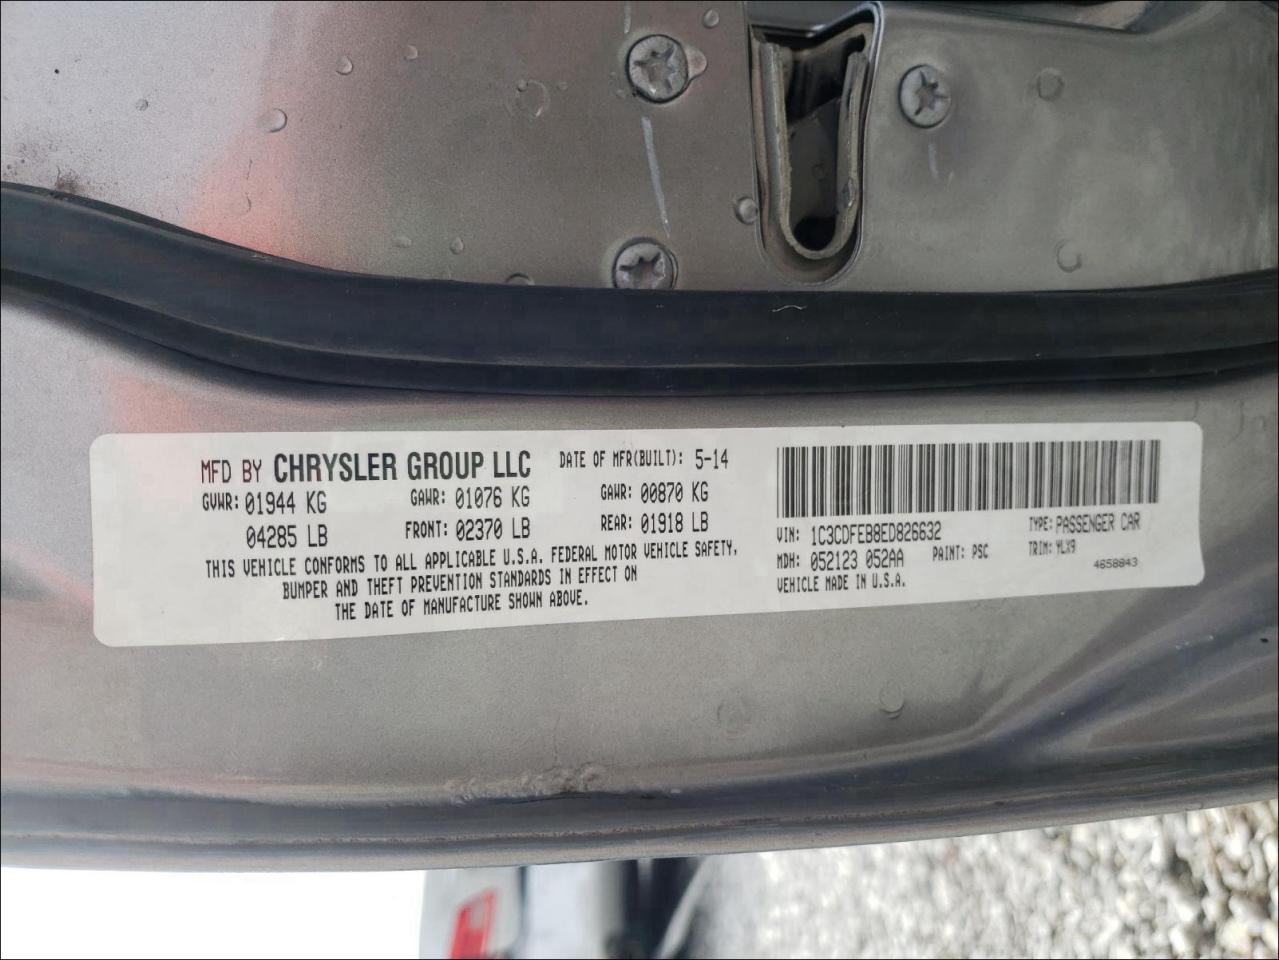 MFD BY CHRYSLER GROUP LLC DATE OF MFR(BUILT): 5-14
GVWR: 01944 KG GAWR: 01076 KG GAWR: 00870 KG
04285 LB FRONT: 02370 LB REAR: 01918 LB
THIS VEHICLE CONFORMS TO ALL APPLICABLE U.S.A. FEDERAL MOTOR VEHICLE SAFETY,
BUMPER AND THEFT PREVENTION STANDARDS IN EFFECT ON
THE DATE OF MANUFACTURE SHOWN ABOVE.
VIN: 1C3CDFEB8ED826632 TYPE: PASSENGER CAR
MDH: 052123 052AA PAINT: PSC TRIM: YLX9
VEHICLE MADE IN U.S.A. 4658843